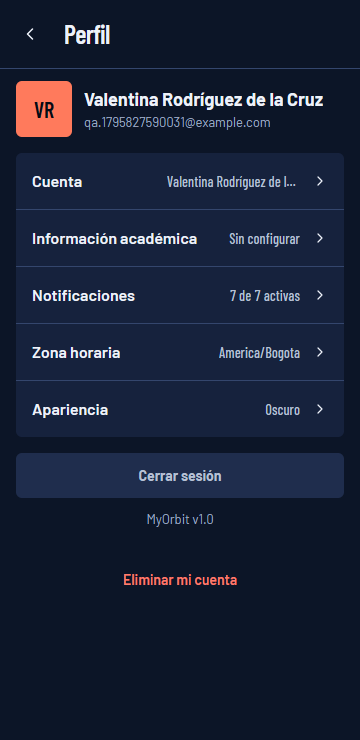 Perfil
VR
Valentina Rodríguez de la Cruz
qa.1795827590031@example.com
Cuenta Valentina Rodríguez de l...
Información académica Sin configurar
Notificaciones 7 de 7 activas
Zona horaria America/Bogota
Apariencia Oscuro
Cerrar sesión
MyOrbit v1.0
Eliminar mi cuenta